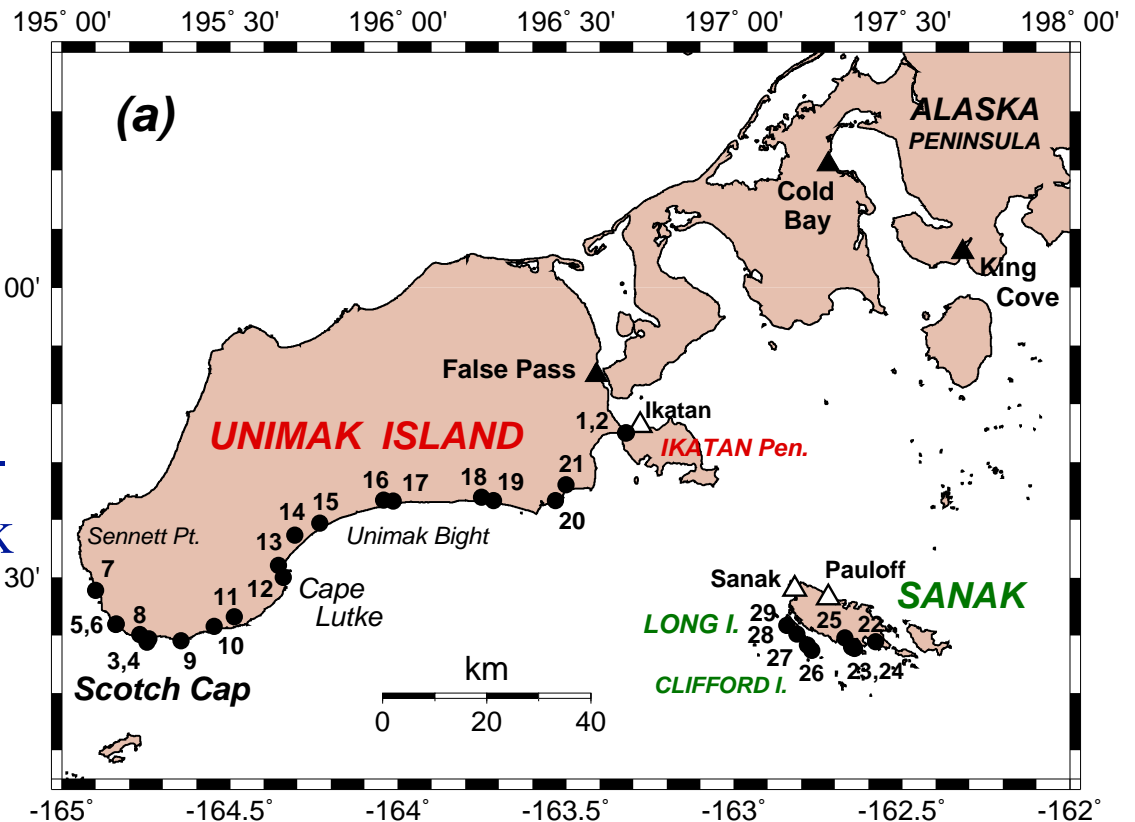 195° 00' 195° 30' 196° 00' 196° 30' 197° 00' 197° 30' 198° 00'
(a)
ALASKA
PENINSULA
Cold
Bay
King
Cove
00'
False Pass
Ikatan
1,2
UNIMAK ISLAND
IKATAN Pen.
21
18 19
16 17
20
15
14
Unimak Bight
Sennett Pt.
k
13
7
30'
12
Cape
Lutke
Sanak
Pauloff
SANAK
11
8
5,6
10
3,4
9
29
25
22
LONG I.
28
27
26
23,24
CLIFFORD I.
Scotch Cap
km
0 20 40
-165° -164.5° -164° -163.5° -163° -162.5° -162°